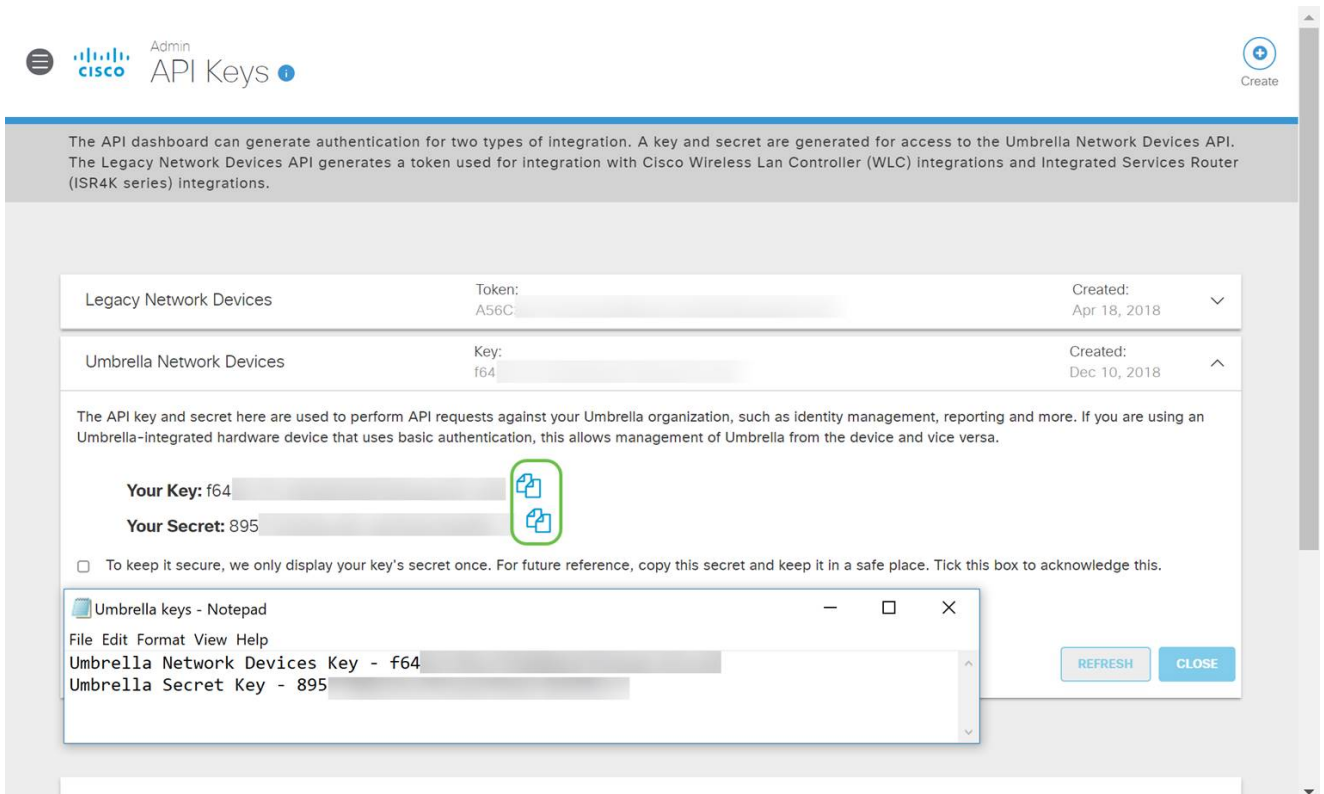 Admin
CISCO API Keys
Create
The API dashboard can generate authentication for two types of integration. A key and secret are generated for access to the Umbrella Network Devices API.
The Legacy Network Devices API generates a token used for integration with Cisco Wireless Lan Controller (WLC) integrations and Integrated Services Router
(ISR4K series) integrations.
Legacy Network Devices
Token:
A56C
Created:
Apr 18, 2018
Umbrella Network Devices
Key:
f64
Created:
Dec 10, 2018
The API key and secret here are used to perform API requests against your Umbrella organization, such as identity management, reporting and more. If you are using an
Umbrella-integrated hardware device that uses basic authentication, this allows management of Umbrella from the device and vice versa.
Your Key: f64
Your Secret: 895
To keep it secure, we only display your key's secret once. For future reference, copy this secret and keep it in a safe place. Tick this box to acknowledge this.
Umbrella keys - Notepad
File Edit Format View Help
Umbrella Network Devices Key - f64
Umbrella Secret Key - 895
REFRESH CLOSE